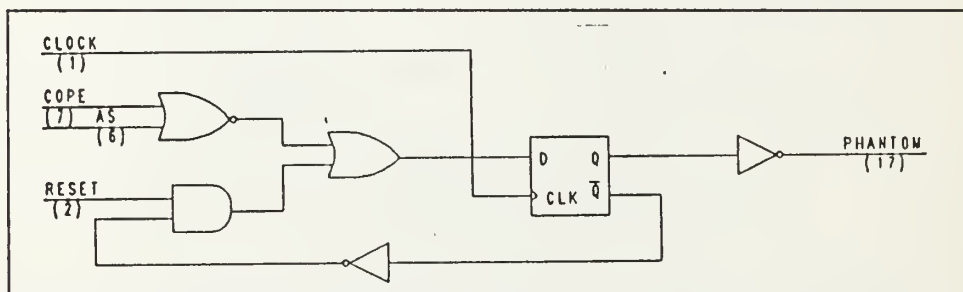 CLOCK
(1)
COPE
(7) AS
(6)
RESET
(2)
D Q
CLK Q̅
PHANTOM
(17)